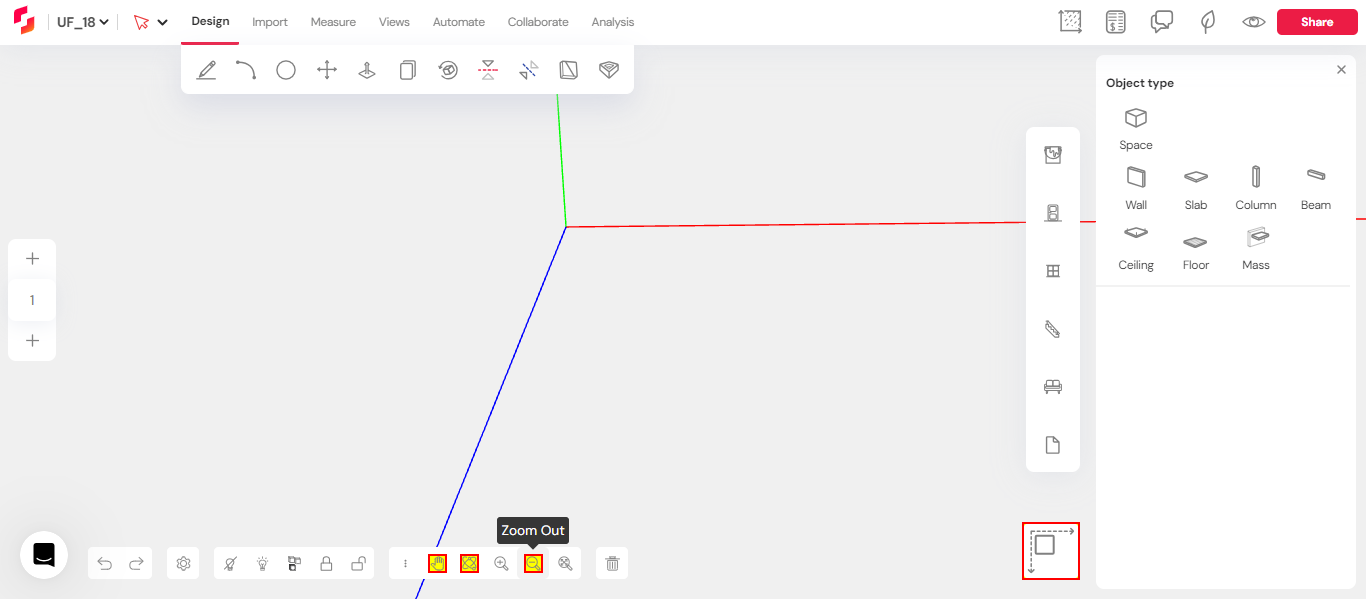 UF_18
Design
Import
Measure
Views
Automate
Collaborate
Analysis
Share
Object type
Space
Wall
Slab
Column
Beam
Ceiling
Floor
Mass
1
Zoom Out